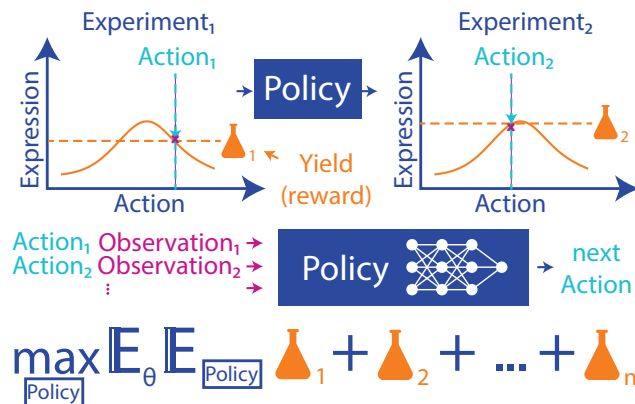 Experiment₁
Experiment₂
Action₁
Policy
Action₂
Expression
Expression
1
2
Yield
(reward)
Action
Action
Action₁ Observation₁
Action₂ Observation₂
⋮
Policy
next
Action
max 𝔼θ 𝔼 Policy 1 + 2 + ... + n
Policy